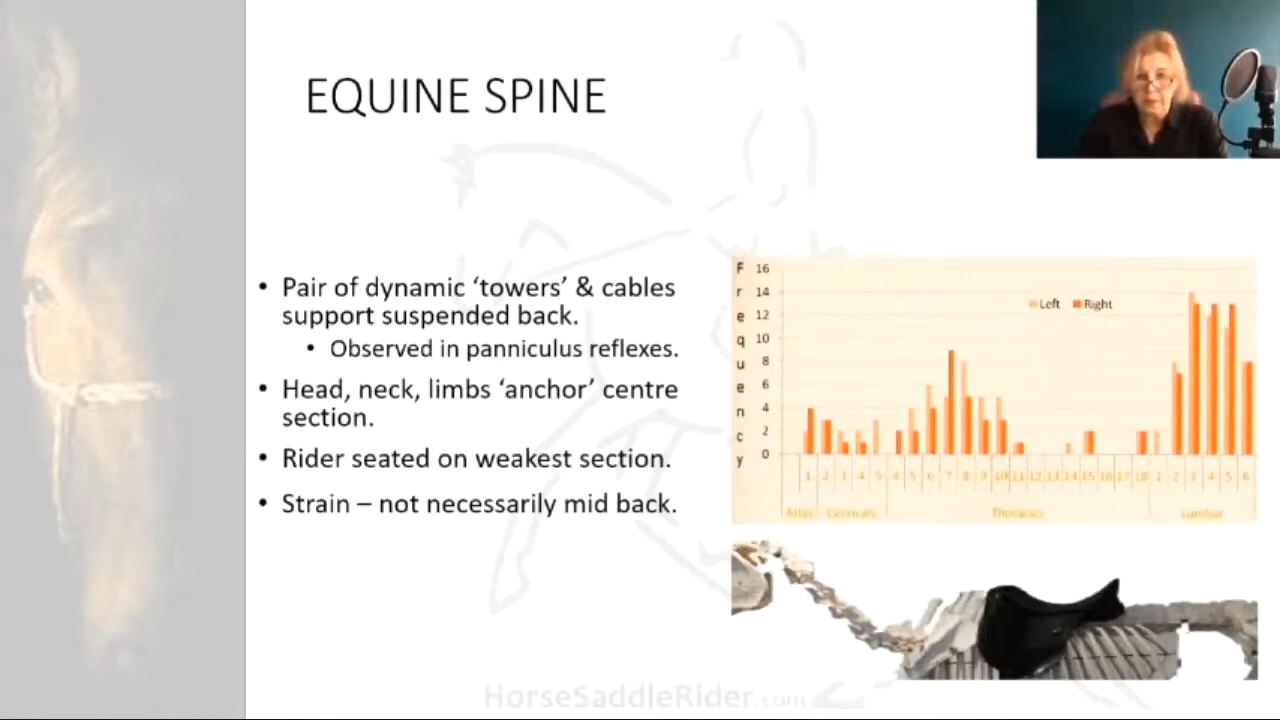 EQUINE SPINE
• Pair of dynamic ‘towers’ & cables
support suspended back.
• Observed in panniculus reflexes.
• Head, neck, limbs ‘anchor’ centre
section.
• Rider seated on weakest section.
• Strain – not necessarily mid back.
Frequency
16
14
12
10
8
6
4
2
0
Left Right
1 2 3 4 5 4 5 6 7 8 9 10 11 12 13 14 15 16 17 18 1 2 3 4 5 6
Atlas Cervicals Thoracics Lumbar
HorseSaddleRider.com